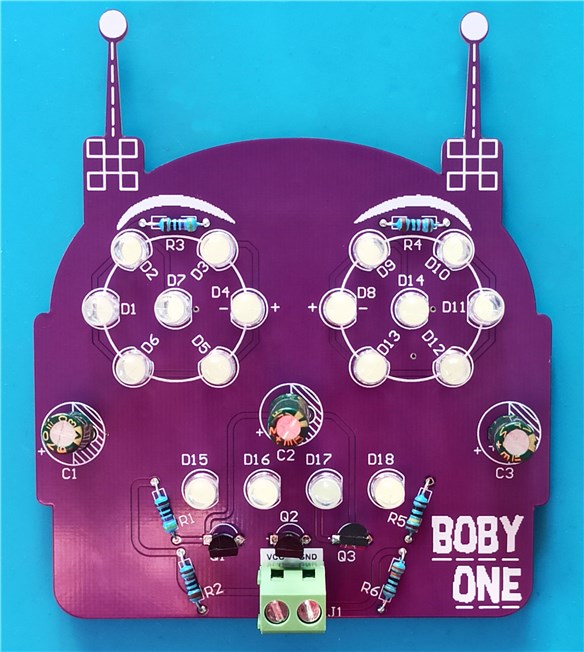 R3
R4
D2
D3
D9
D10
D7
D14
D1
D4
D8
D11
+
+
-
-
D6
D5
D13
D12
+
C1
+
C2
+
C3
D15
D16
D17
D18
R1
Q1
Q2
Q3
R5
VCC
GND
BOBY
ONE
R2
R6
J1